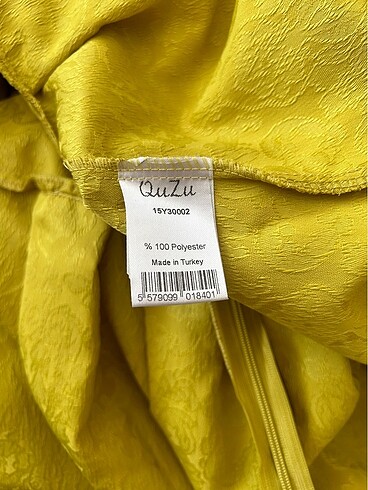 QuZu
15Y30002
% 100 Polyester
Made in Turkey
5 579099 018401